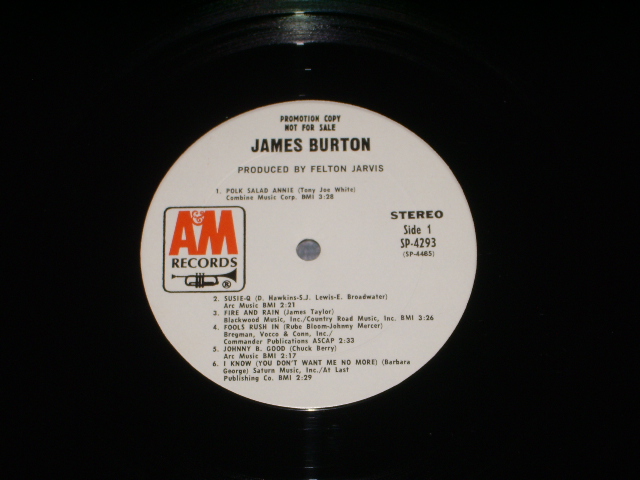 PROMOTION COPY
NOT FOR SALE
JAMES BURTON
PRODUCED BY FELTON JARVIS
1. POLK SALAD ANNIE (Tony Joe White)
Combine Music Corp. BMI 3:28
A&M
RECORDS
®
STEREO
Side 1
SP-4293
(SP-4465)
2. SUSIE-Q (D. Hawkins-S.J. Lewis-E. Broadwater)
Arc Music BMI 2:21
3. FIRE AND RAIN (James Taylor)
Blackwood Music, Inc./Country Road Music, Inc. BMI 3:26
4. FOOLS RUSH IN (Rube Bloom-Johnny Mercer)
Bregman, Vocco & Conn, Inc./
Commander Publications ASCAP 2:33
5. JOHNNY B. GOOD (Chuck Berry)
Arc Music BMI 2:17
6. I KNOW (YOU DON'T WANT ME NO MORE) (Barbara
George) Saturn Music, Inc./At Last
Publishing Co. BMI 2:29